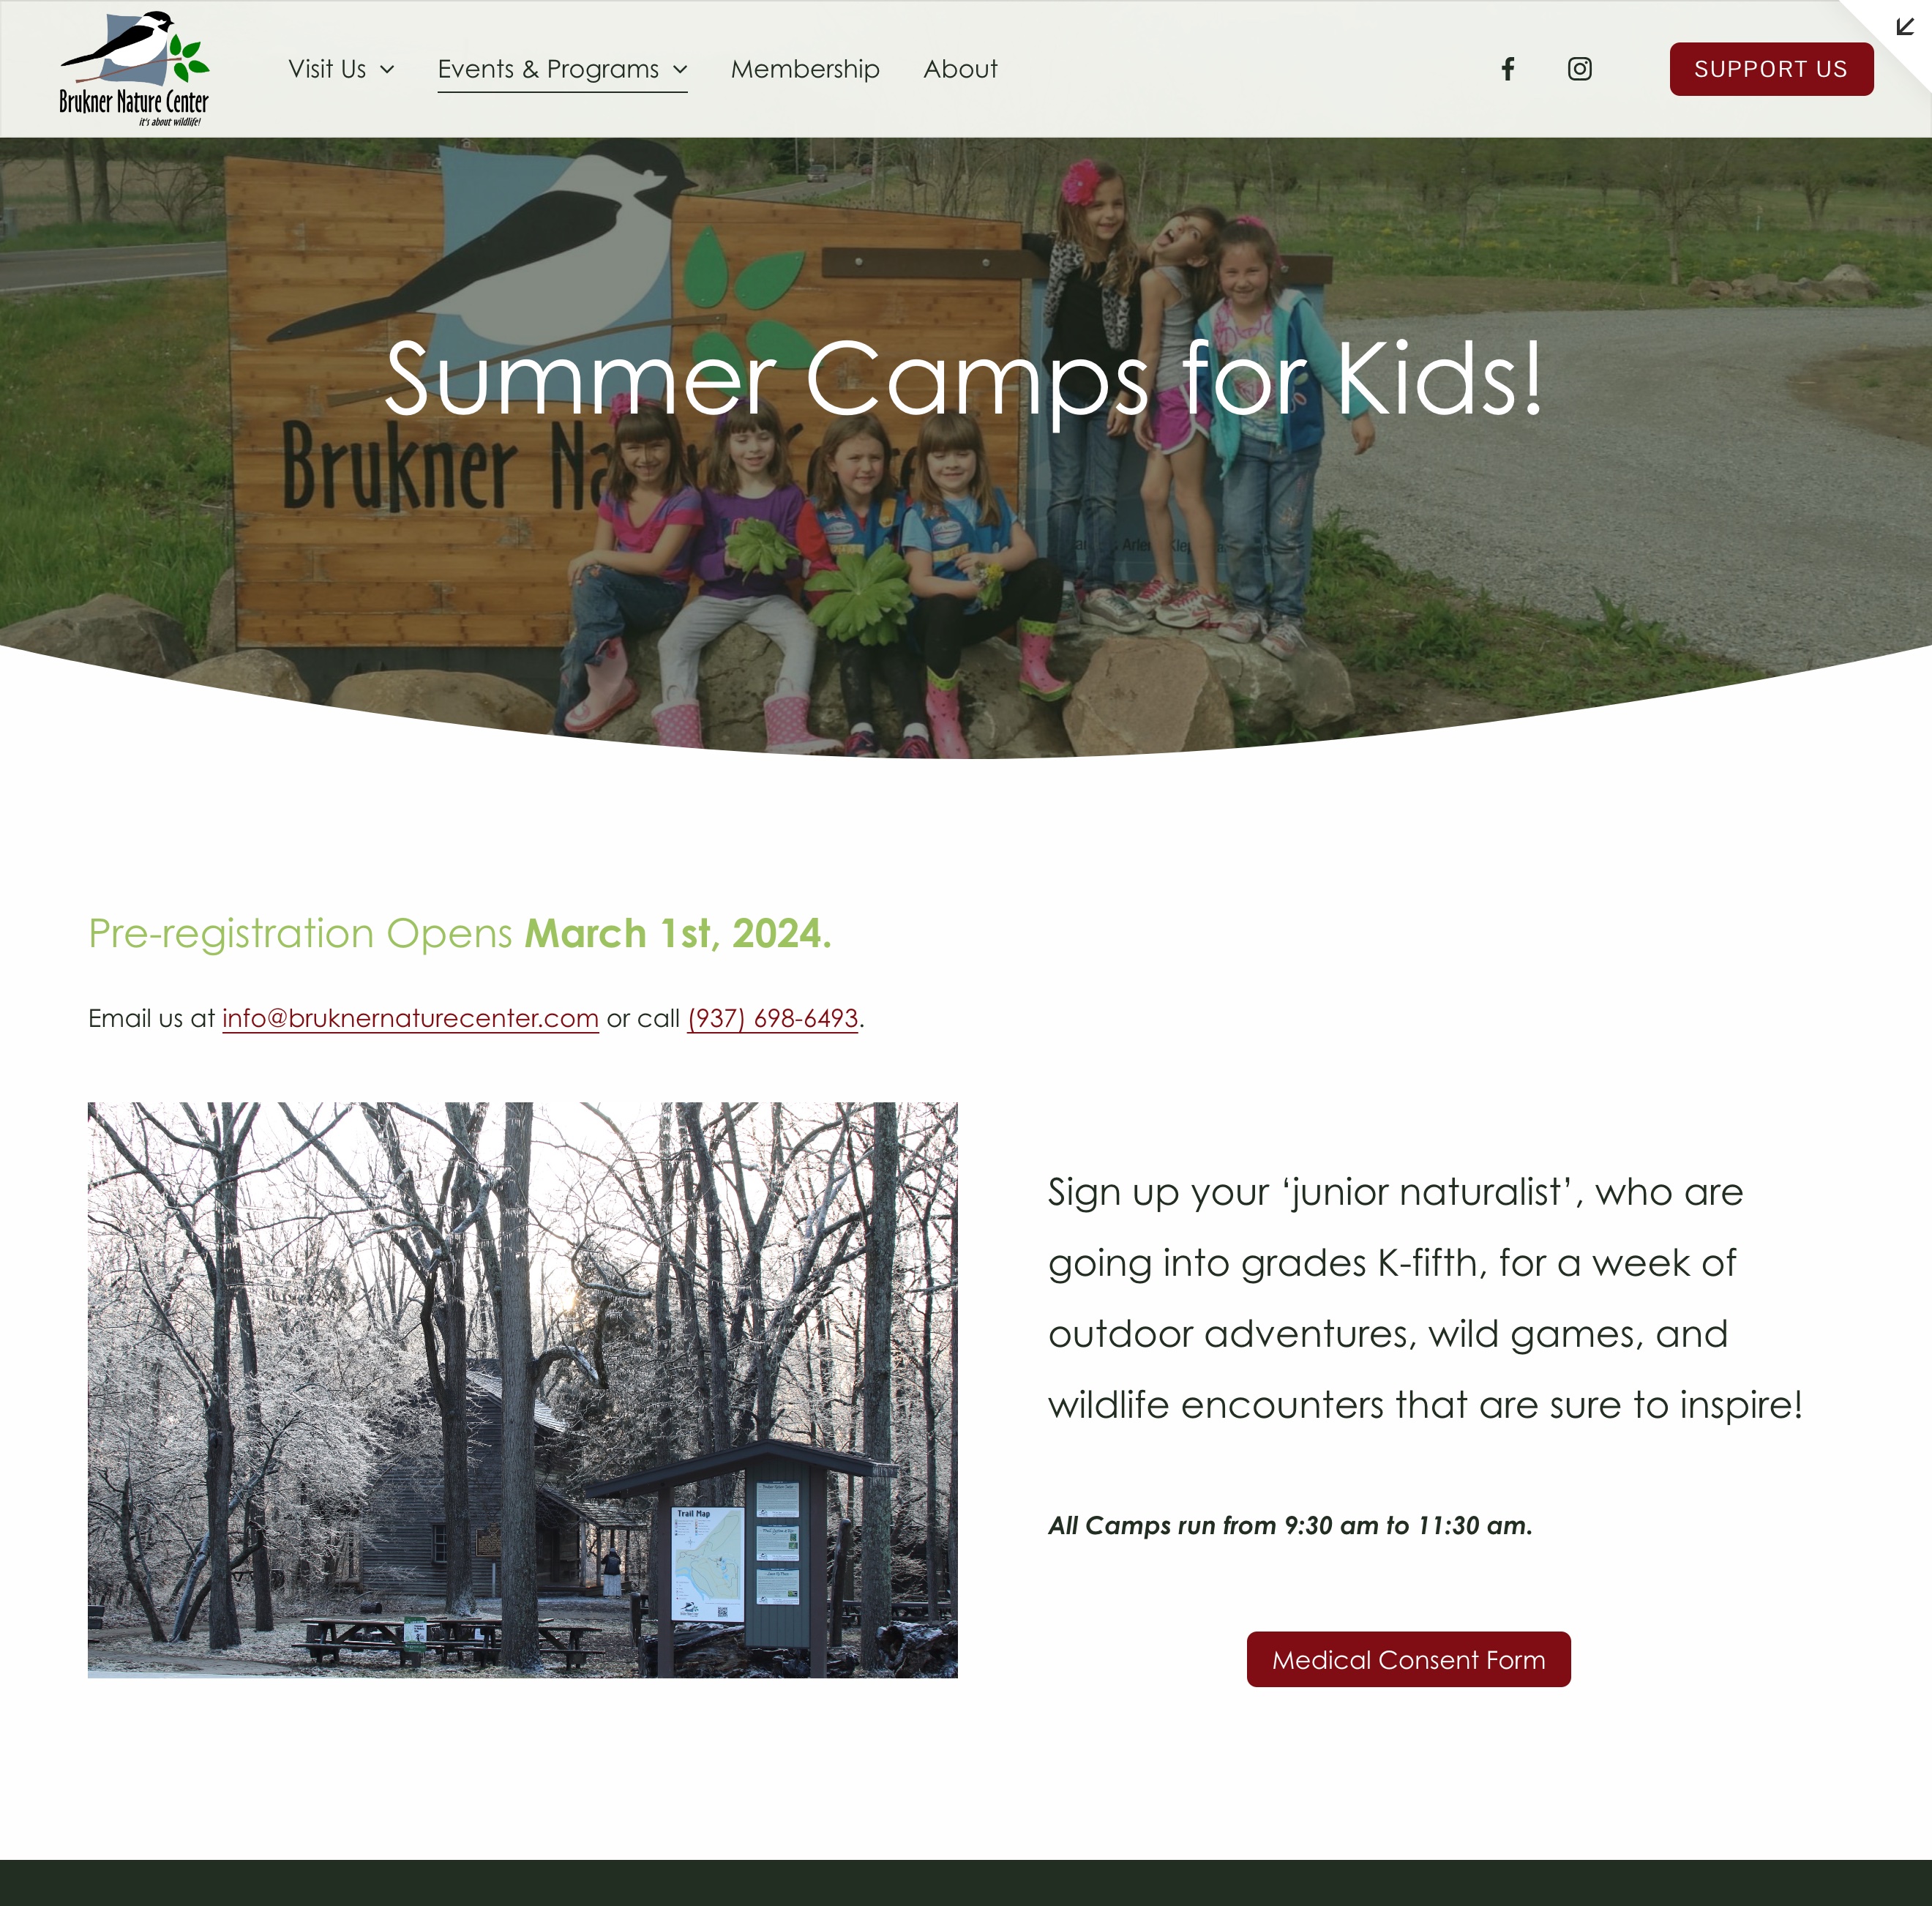 Brukner Nature Center
it's about wildlife!
Visit Us
Events & Programs
Membership
About
SUPPORT US
Summer Camps for Kids!
Brukner
Pre-registration Opens March 1st, 2024.
Email us at info@bruknernaturecenter.com or call (937) 698-6493.
Sign up your ‘junior naturalist’, who are
going into grades K-fifth, for a week of
outdoor adventures, wild games, and
wildlife encounters that are sure to inspire!
All Camps run from 9:30 am to 11:30 am.
Trail Map
Medical Consent Form